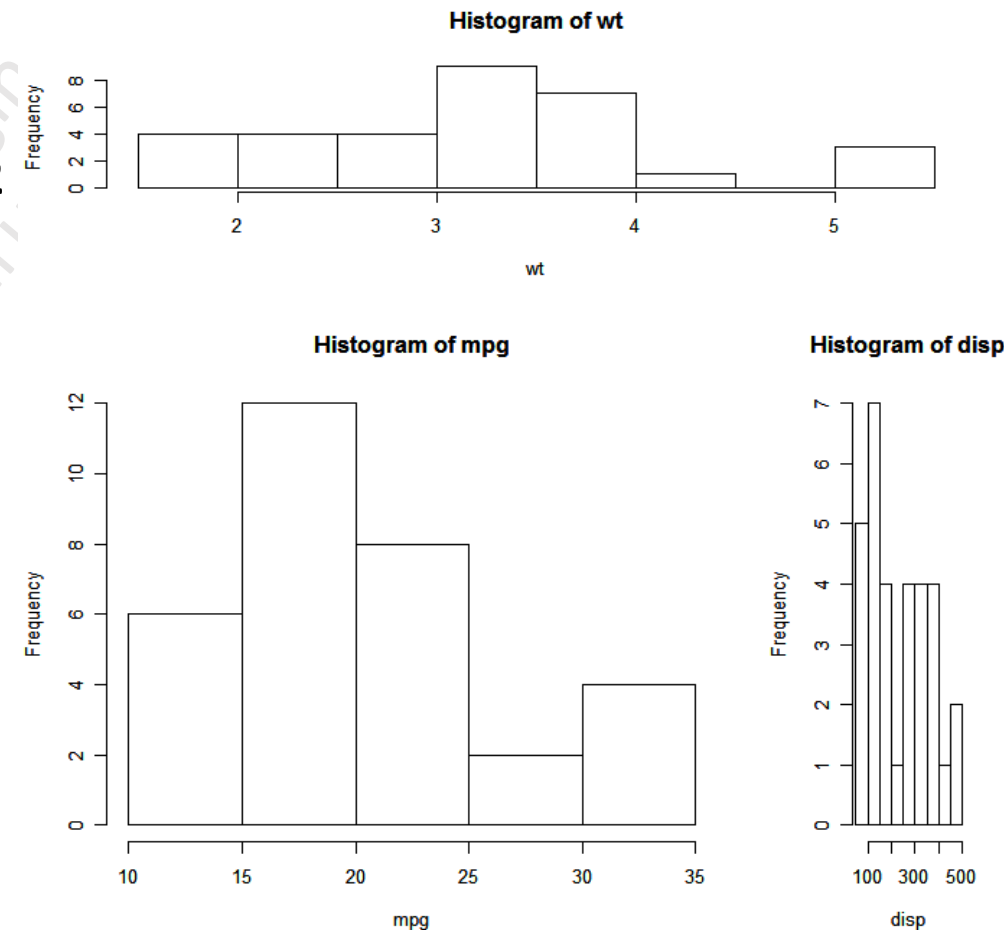 Histogram of wt
Frequency
0 2 4 6 8
2 3 4 5
wt
Histogram of mpg
Frequency
0 2 4 6 8 10 12
10 15 20 25 30 35
mpg
Histogram of disp
Frequency
0 1 2 3 4 5 6 7
100 300 500
disp